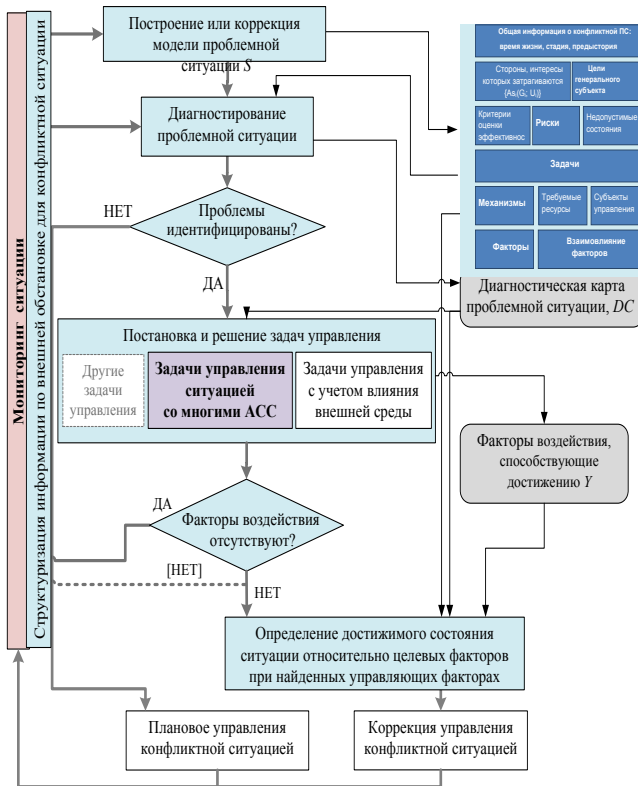 Мониторинг ситуации
Структуризация информации по внешней обстановке для конфликтной ситуации
Построение или коррекция
модели проблемной
ситуации S
Диагностирование
проблемной ситуации
Проблемы
идентифицированы?
НЕТ
ДА
Общая информация о конфликтной ПС:
время жизни, стадия, предыстория
Стороны, интересы
которых затрагиваются
Цели
генерального
субъекта
Критерии
оценки
эффективнос
Риски
Недопустимые
состояния
Задачи
Механизмы
Требуемые
ресурсы
Субъекты
управления
Факторы
Взаимовлияние
факторов
Диагностическая карта
проблемной ситуации, DC
Постановка и решение задач управления
Другие
задачи
управления
Задачи управления
ситуацией
со многими АСС
Задачи управления
с учетом влияния
внешней среды
Факторы воздействия,
способствующие
достижению Y
ДА
Факторы воздействия
отсутствуют?
[НЕТ]
НЕТ
Определение достижимого состояния
ситуации относительно целевых факторов
при найденных управляющих факторах
Плановое управления
конфликтной ситуацией
Коррекция управления
конфликтной ситуацией